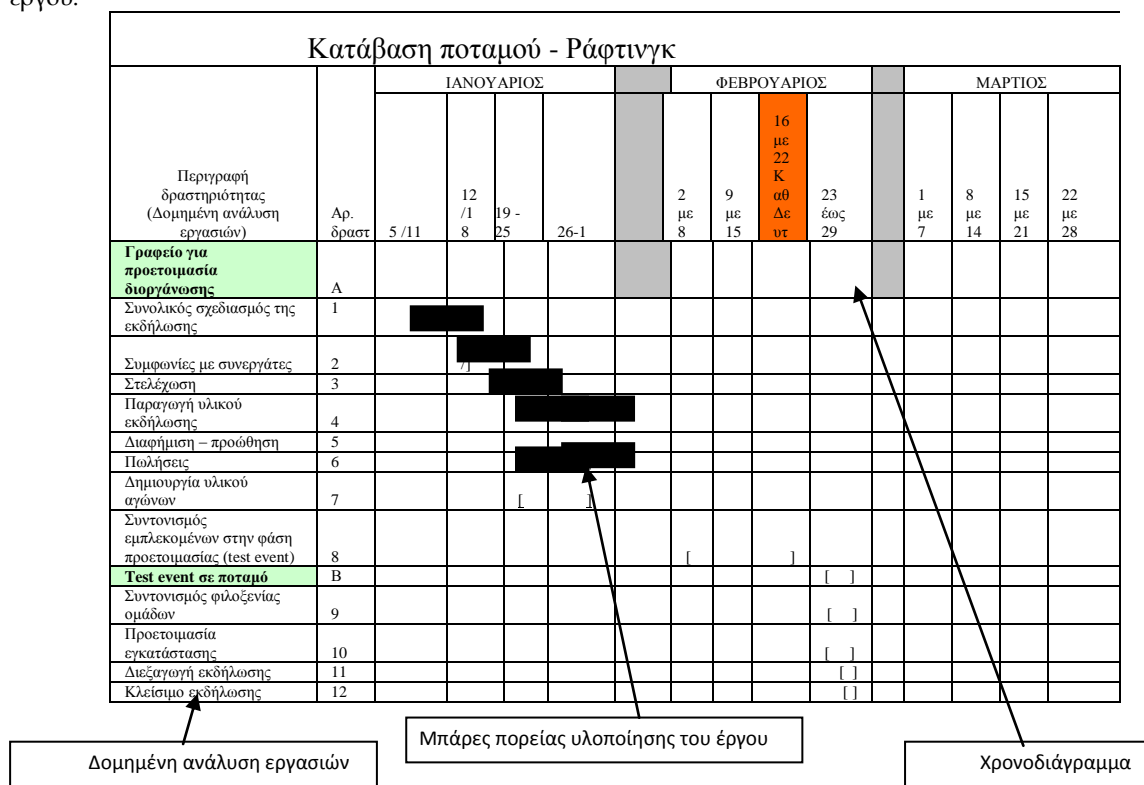 έργου.
Κατάβαση ποταμού - Ράφτινγκ
ΙΑΝΟΥΑΡΙΟΣ ΦΕΒΡΟΥΑΡΙΟΣ ΜΑΡΤΙΟΣ
Περιγραφή
δραστηριότητας
(Δομημένη ανάλυση
εργασιών)
Αρ.
δραστ
5 /11
12
/1
8
19 -
25
26-1
2
με
8
9
με
15
16
με
22
Κ
αθ
Δε
υτ
23
έως
29
1
με
7
8
με
14
15
με
21
22
με
28
Γραφείο για
προετοιμασία
διοργάνωσης Α
Συνολικός σχεδιασμός της 1
εκδήλωσης
Συμφωνίες με συνεργάτες 2 /]
Στελέχωση 3
Παραγωγή υλικού
εκδήλωσης 4
Διαφήμιση – προώθηση 5
Πωλήσεις 6
Δημιουργία υλικού
αγώνων 7 [ ]
Συντονισμός
εμπλεκομένων στην φάση
προετοιμασίας (test event) 8 [ ]
Test event σε ποταμό Β [ ]
Συντονισμός φιλοξενίας
ομάδων 9 [ ]
Προετοιμασία
εγκατάστασης 10 [ ]
Διεξαγωγή εκδήλωσης 11 [ ]
Κλείσιμο εκδήλωσης 12 [ ]
Μπάρες πορείας υλοποίησης του έργου
Δομημένη ανάλυση εργασιών
Χρονοδιάγραμμα